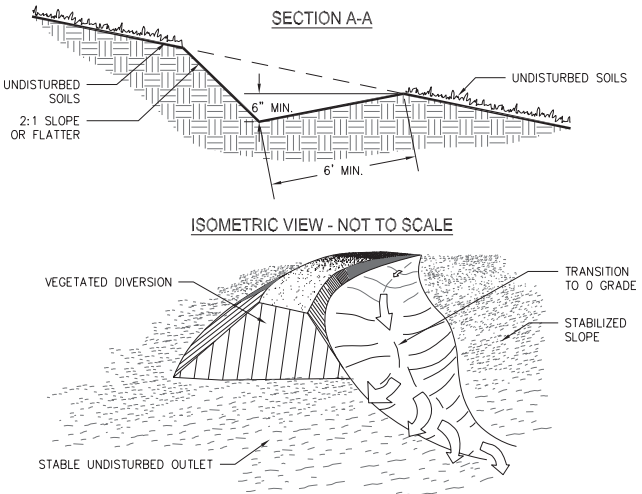 SECTION A-A
UNDISTURBED
SOILS
2:1 SLOPE
OR FLATTER
6" MIN.
UNDISTURBED SOILS
6' MIN.
ISOMETRIC VIEW - NOT TO SCALE
VEGETATED DIVERSION
TRANSITION
TO 0 GRADE
STABILIZED
SLOPE
STABLE UNDISTURBED OUTLET